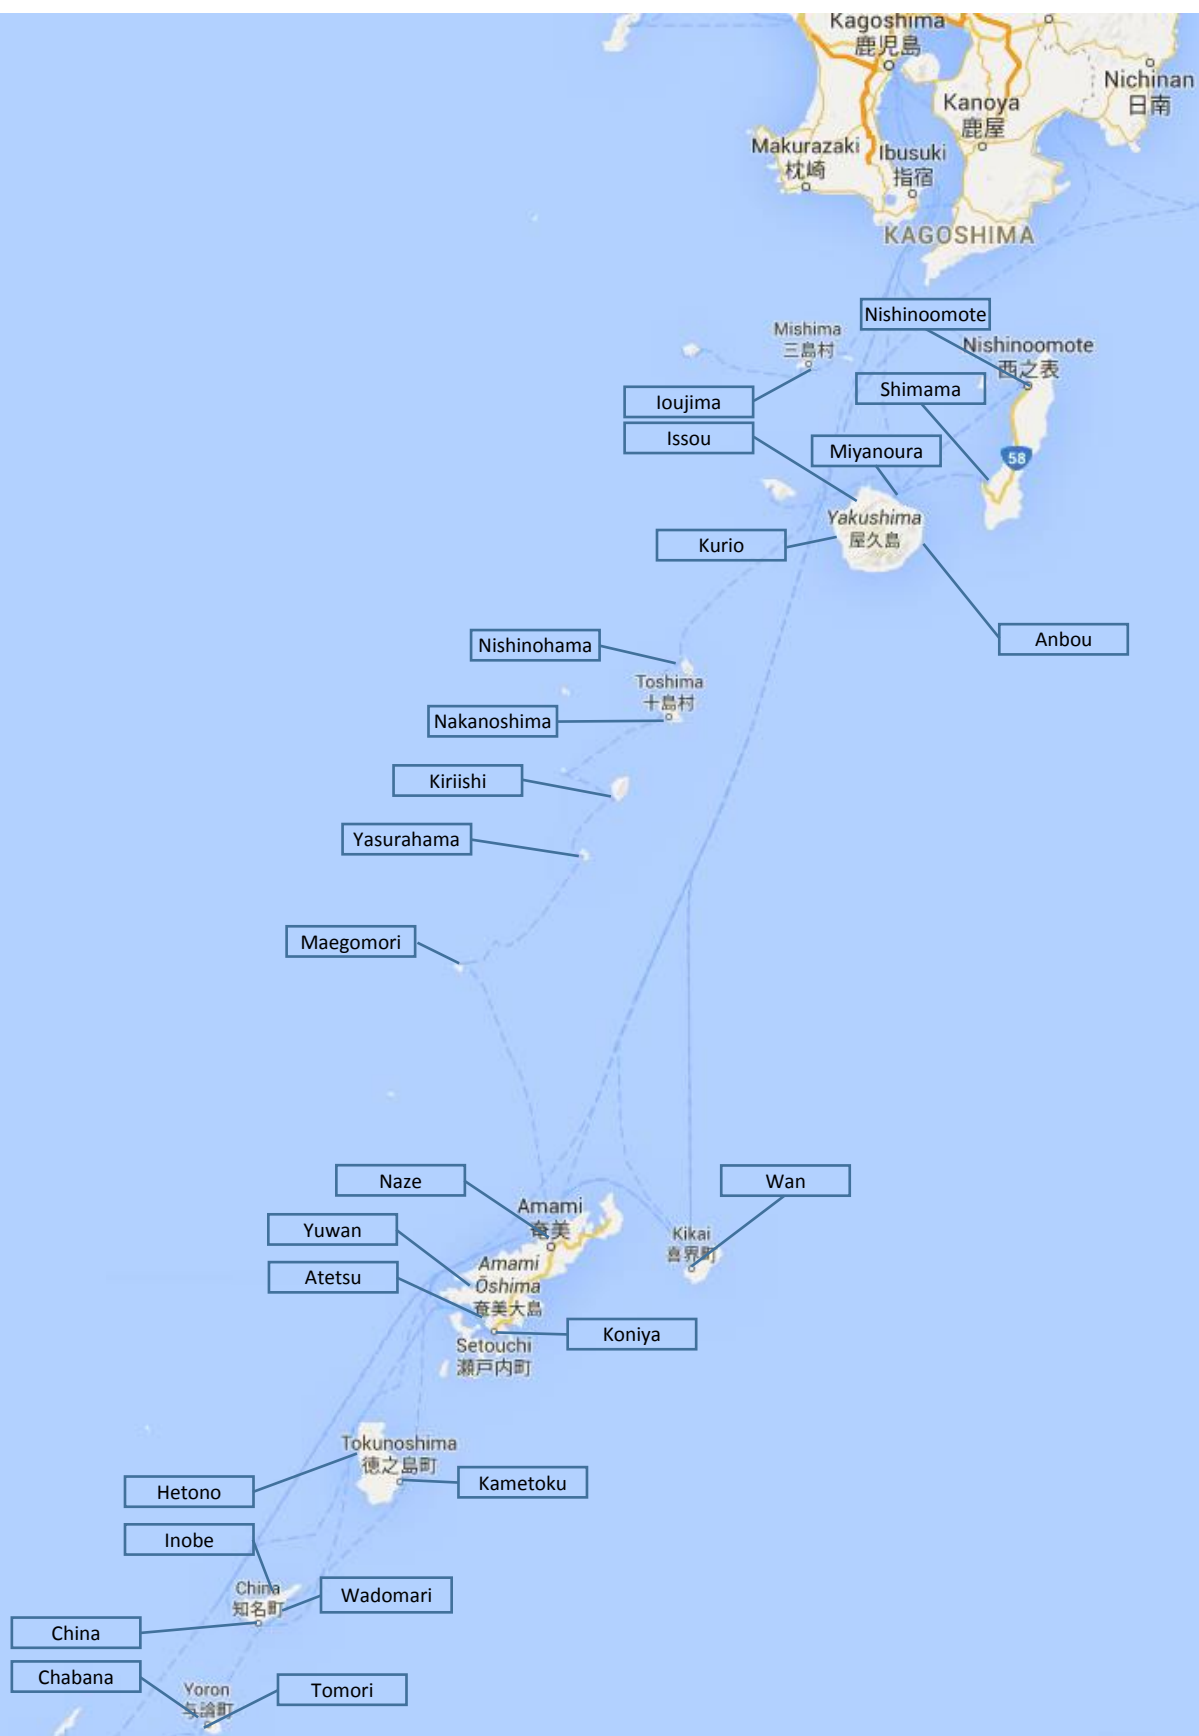 Kagoshima
鹿児島
Nichinan
日南
Kanoya
鹿屋
Makurazaki
枕崎
Ibusuki
指宿
KAGOSHIMA
Nishinoomote
Mishima
三島村
Nishinoomote
西之表
Ioujima
Shimama
Issou
Miyanoura
58
Yakushima
屋久島
Kurio
Anbou
Nishinohama
Toshima
十島村
Nakanoshima
Kiriishi
Yasurahama
Maegomori
Naze
Wan
Amami
奄美
Yuwan
Kikai
喜界町
Atetsu
Amami
Ōshima
奄美大島
Koniya
Setouchi
瀬戸内町
Tokunoshima
徳之島町
Hetono
Kametoku
Inobe
China
知名町
Wadomari
China
Chabana
Yoron
与論町
Tomori